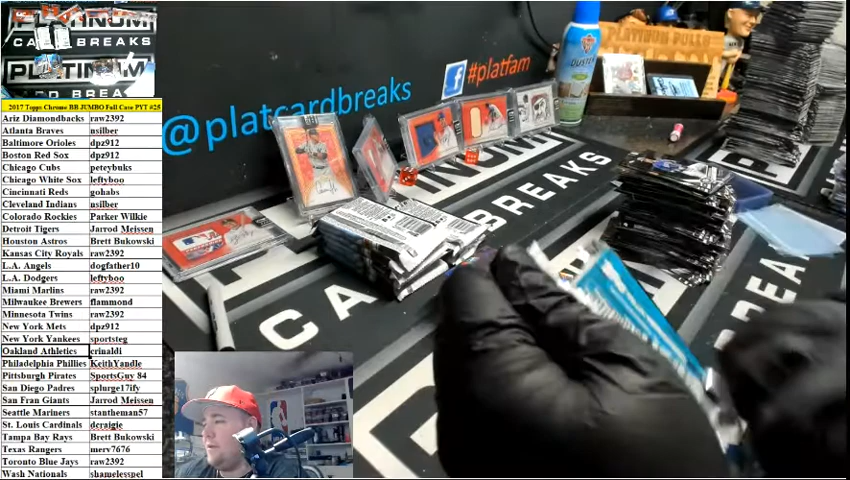 PLATINUM
CARD BREAKS
PLATINUM
CARD BREAKS
2017 Topps Chrome BB JUMBO Full Case PYT #25
Ariz Diamondbacks raw2392
Atlanta Braves nsilber
Baltimore Orioles dpz912
Boston Red Sox dpz912
Chicago Cubs peteybuks
Chicago White Sox leftyboo
Cincinnati Reds gohabs
Cleveland Indians nsilber
Colorado Rockies Parker Wilkie
Detroit Tigers Jarrod Meissen
Houston Astros Brett Bukowski
Kansas City Royals raw2392
L.A. Angels dogfather10
L.A. Dodgers leftyboo
Miami Marlins raw2392
Milwaukee Brewers flammond
Minnesota Twins raw2392
New York Mets dpz912
New York Yankees sportsteg
Oakland Athletics crinaldi
Philadelphia Phillies KeithYandle
Pittsburgh Pirates SportsGuy 84
San Diego Padres splurge17ify
San Fran Giants Jarrod Meissen
Seattle Mariners stantheman57
St. Louis Cardinals dcraigie
Tampa Bay Rays Brett Bukowski
Texas Rangers merv7676
Toronto Blue Jays raw2392
Wash Nationals shamelesspel
@platcardbreaks
f #platfam
PLATINUM PULLS
DUSTER
BREAKS
CA
BREA